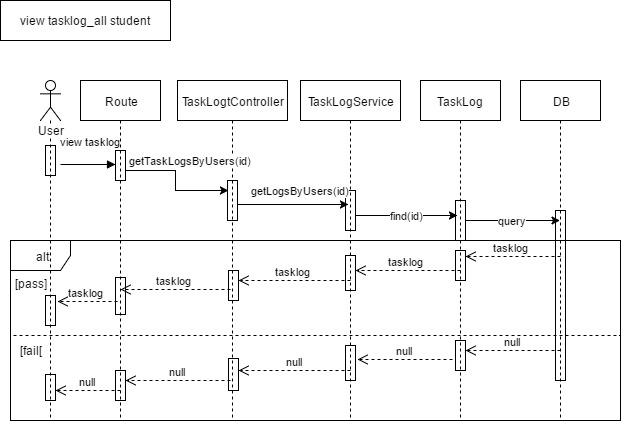 view tasklog_all student
Route
TaskLogtController
TaskLogService
TaskLog
DB
User
view tasklog
getTaskLogsByUsers(id)
getLogsByUsers(id)
find(id)
query
alt
tasklog
tasklog
tasklog
[pass]
tasklog
tasklog
[fail[
null
null
null
null
null